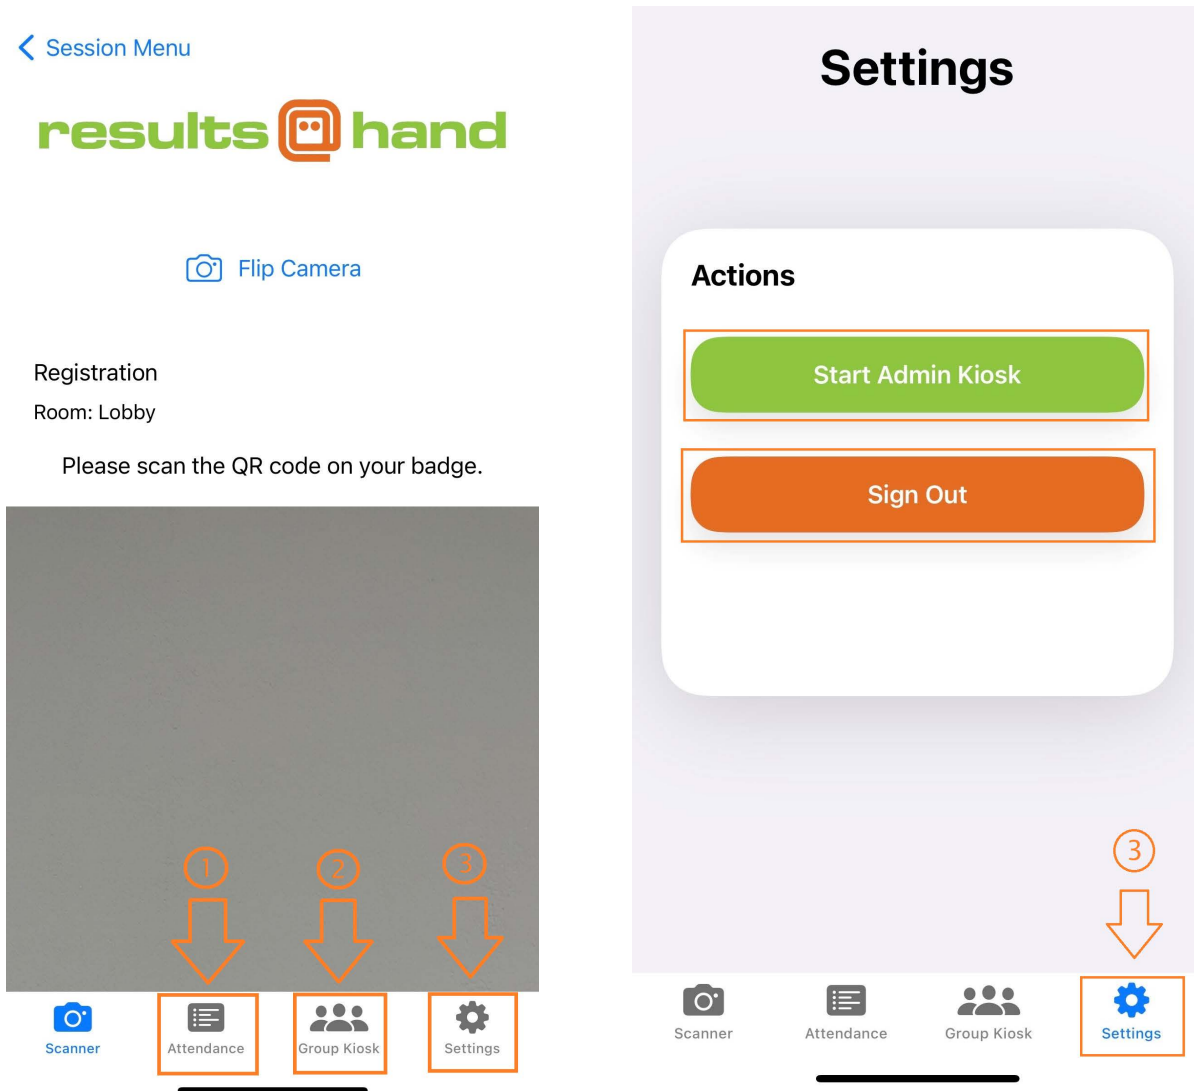 Session Menu
results@hand
Flip Camera
Registration
Room: Lobby
Please scan the QR code on your badge.
1
2
3
Scanner
Attendance
Group Kiosk
Settings
Settings
Actions
Start Admin Kiosk
Sign Out
3
Scanner
Attendance
Group Kiosk
Settings